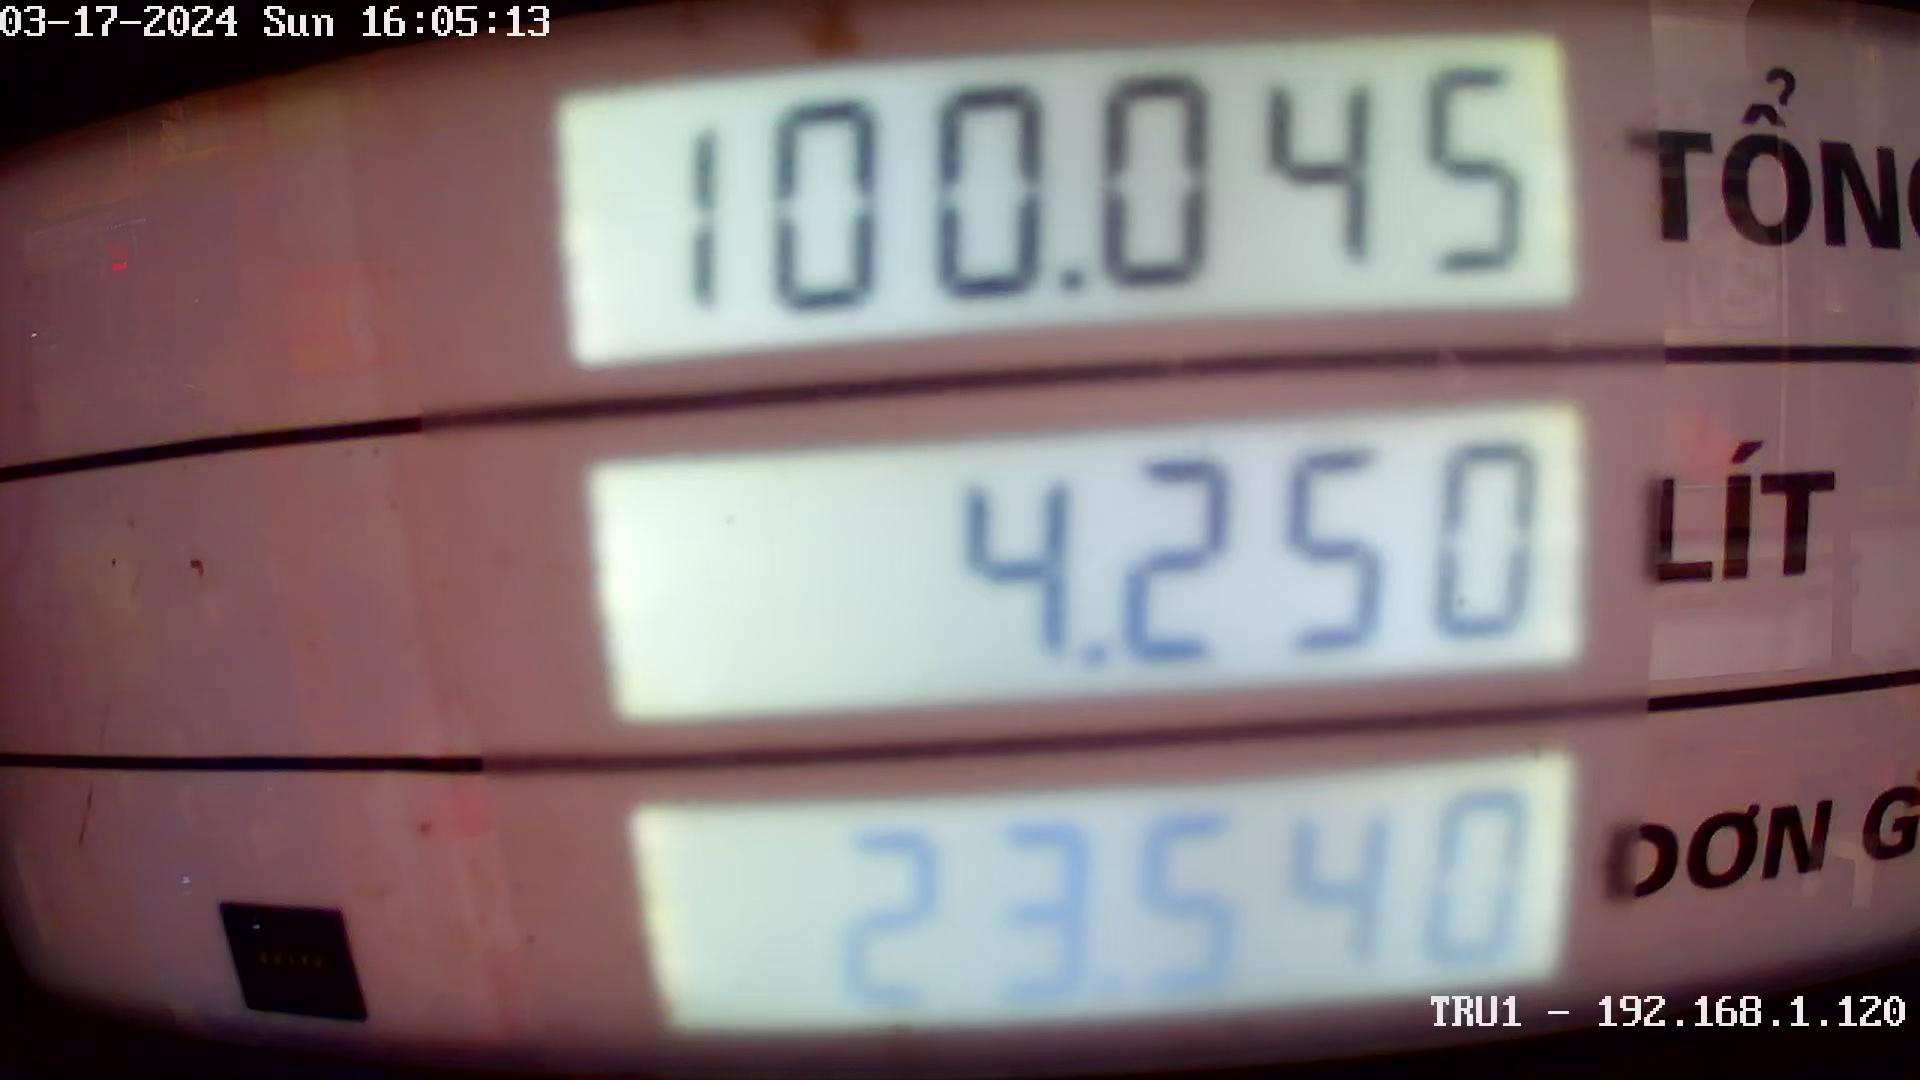 03-17-2024 Sun 16:05:13
100.045 TỔNG
4.250 LÍT
23.540 ĐƠN G
TRU1 - 192.168.1.120